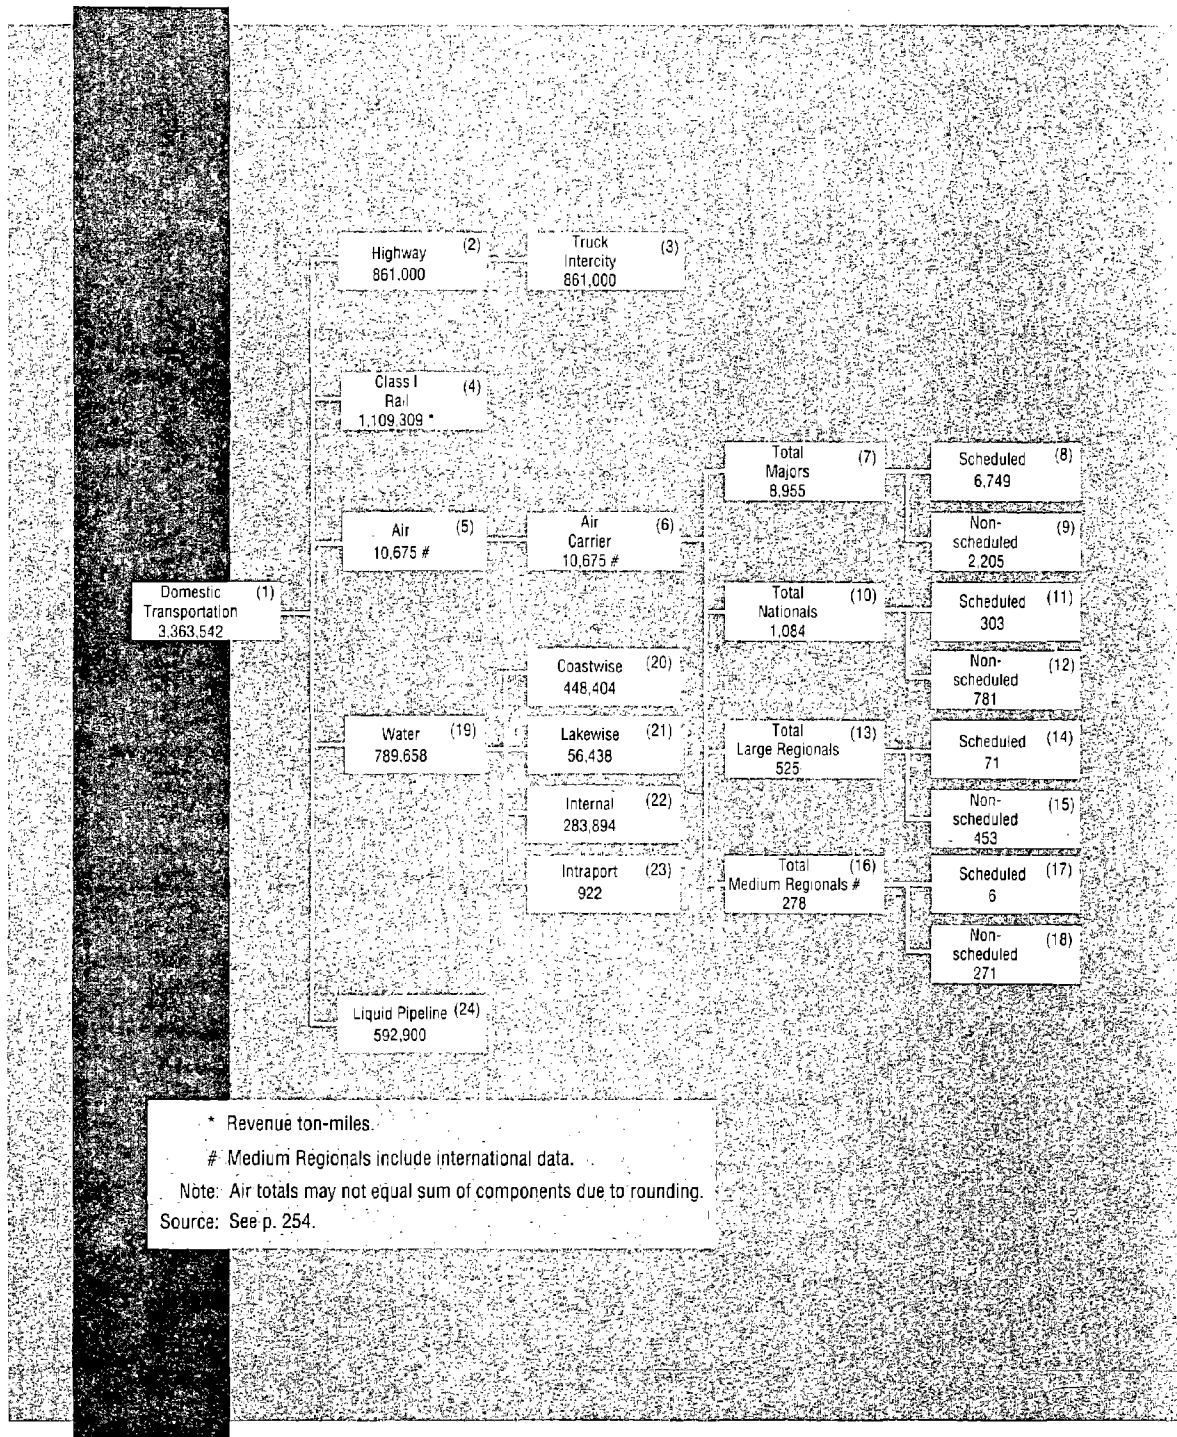 Highway (2)
861,000
Truck (3)
Intercity
861,000
Class I (4)
Rail
1,109,309 *
Air (5)
10,675 #
Air (6)
Carrier
10,675 #
Total (7)
Majors
8,955
Scheduled (8)
6,749
Non- (9)
scheduled
2,205
Domestic (1)
Transportation
3,363,542
Total (10)
Nationals
1,084
Scheduled (11)
303
Non- (12)
scheduled
781
Water (19)
789,658
Coastwise (20)
448,404
Lakewise (21)
56,438
Internal (22)
283,894
Intraport (23)
922
Total (13)
Large Regionals
525
Scheduled (14)
71
Non- (15)
scheduled
453
Total (16)
Medium Regionals #
278
Scheduled (17)
6
Non- (18)
scheduled
271
Liquid Pipeline (24)
592,900
* Revenue ton-miles.
# Medium Regionals include international data.
Note: Air totals may not equal sum of components due to rounding.
Source: See p. 254.